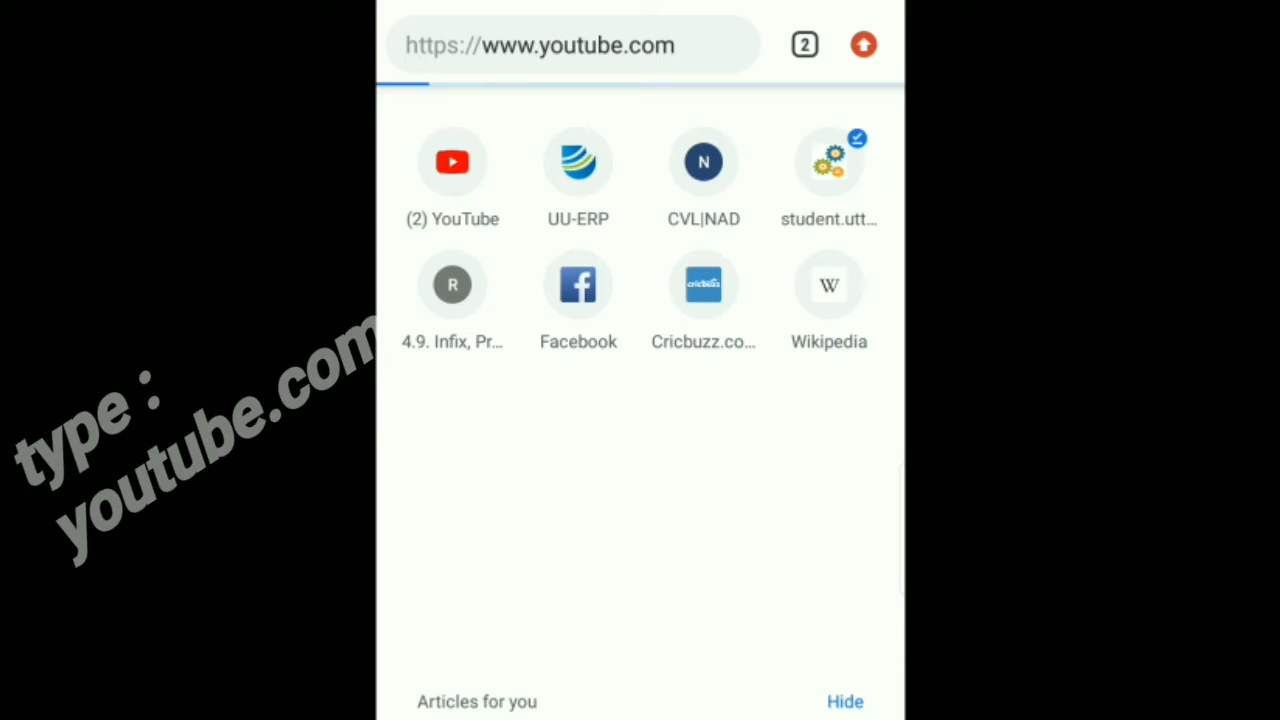 https://www.youtube.com
2
(2) YouTube
UU-ERP
N
CVL|NAD
student.utt...
R
4.9. Infix, Pr...
Facebook
cricbuzz
Cricbuzz.co...
W
Wikipedia
type :
youtube.com
Articles for you
Hide